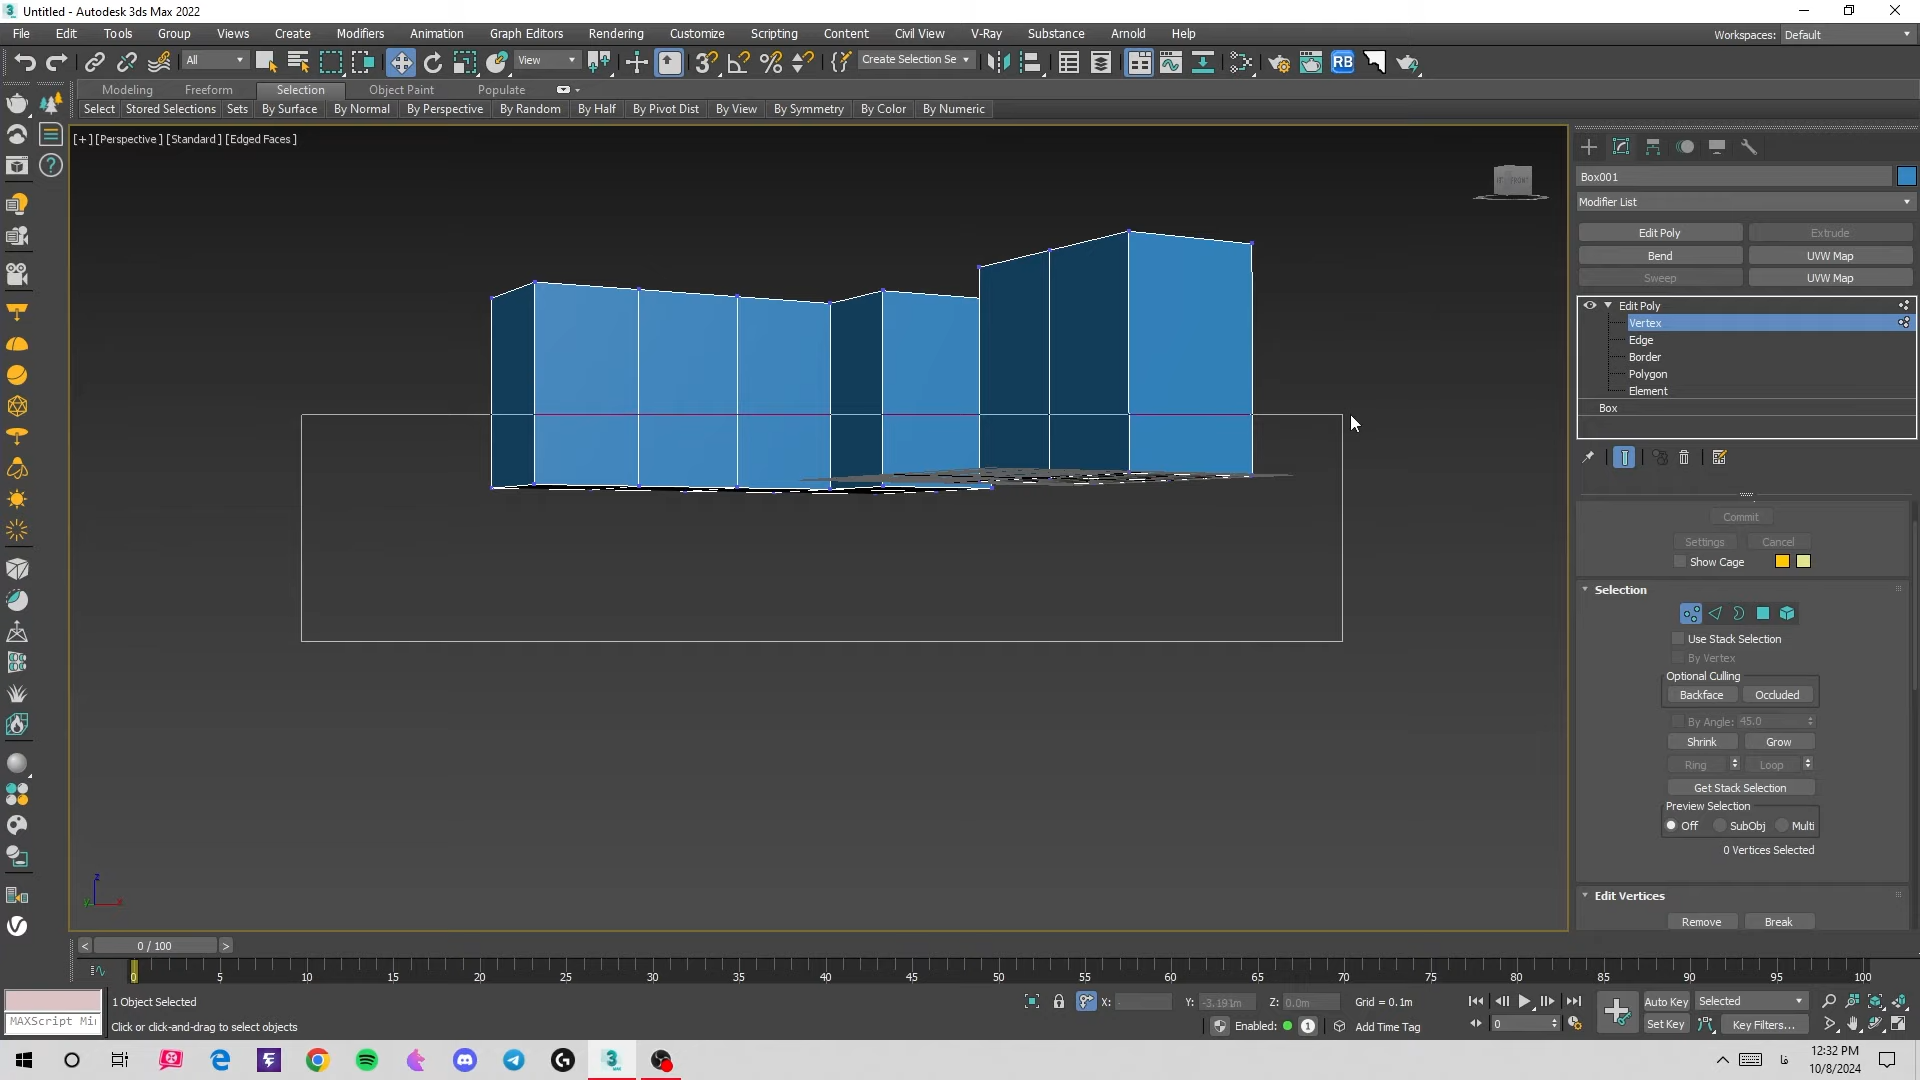 Untitled - Autodesk 3ds Max 2022
File Edit Tools Group Views Create Modifiers Animation Graph Editors Rendering Customize Scripting Content Civil View V-Ray Substance Arnold Help
Workspaces: Default
All View Create Selection Se RB
Modeling Freeform Selection Object Paint Populate
Select Stored Selections Sets By Surface By Normal By Perspective By Random By Half By Pivot Dist By View By Symmetry By Color By Numeric
[+] [Perspective] [Standard] [Edged Faces]
Box001
Modifier List
Edit Poly Extrude
Bend UVW Map
Sweep UVW Map
Edit Poly
Vertex
Edge
Border
Polygon
Element
Box
Commit
Settings Cancel
Show Cage
Selection
Use Stack Selection
By Vertex
Optional Culling
Backface Occluded
By Angle: 45.0
Shrink Grow
Ring Loop
Get Stack Selection
Preview Selection
Off SubObj Multi
0 Vertices Selected
Edit Vertices
Remove Break
z
y x
< 0 / 100 >
0 5 10 15 20 25 30 35 40 45 50 55 60 65 70 75 80 85 90 95 100
1 Object Selected
X: Y: -3.191m Z: 0.0m Grid = 0.1m
Auto Key Selected
MAXScript Mi
Click or click-and-drag to select objects
Enabled: 1 Add Time Tag
0
Set Key Key Filters...
فا
12:32 PM
10/8/2024